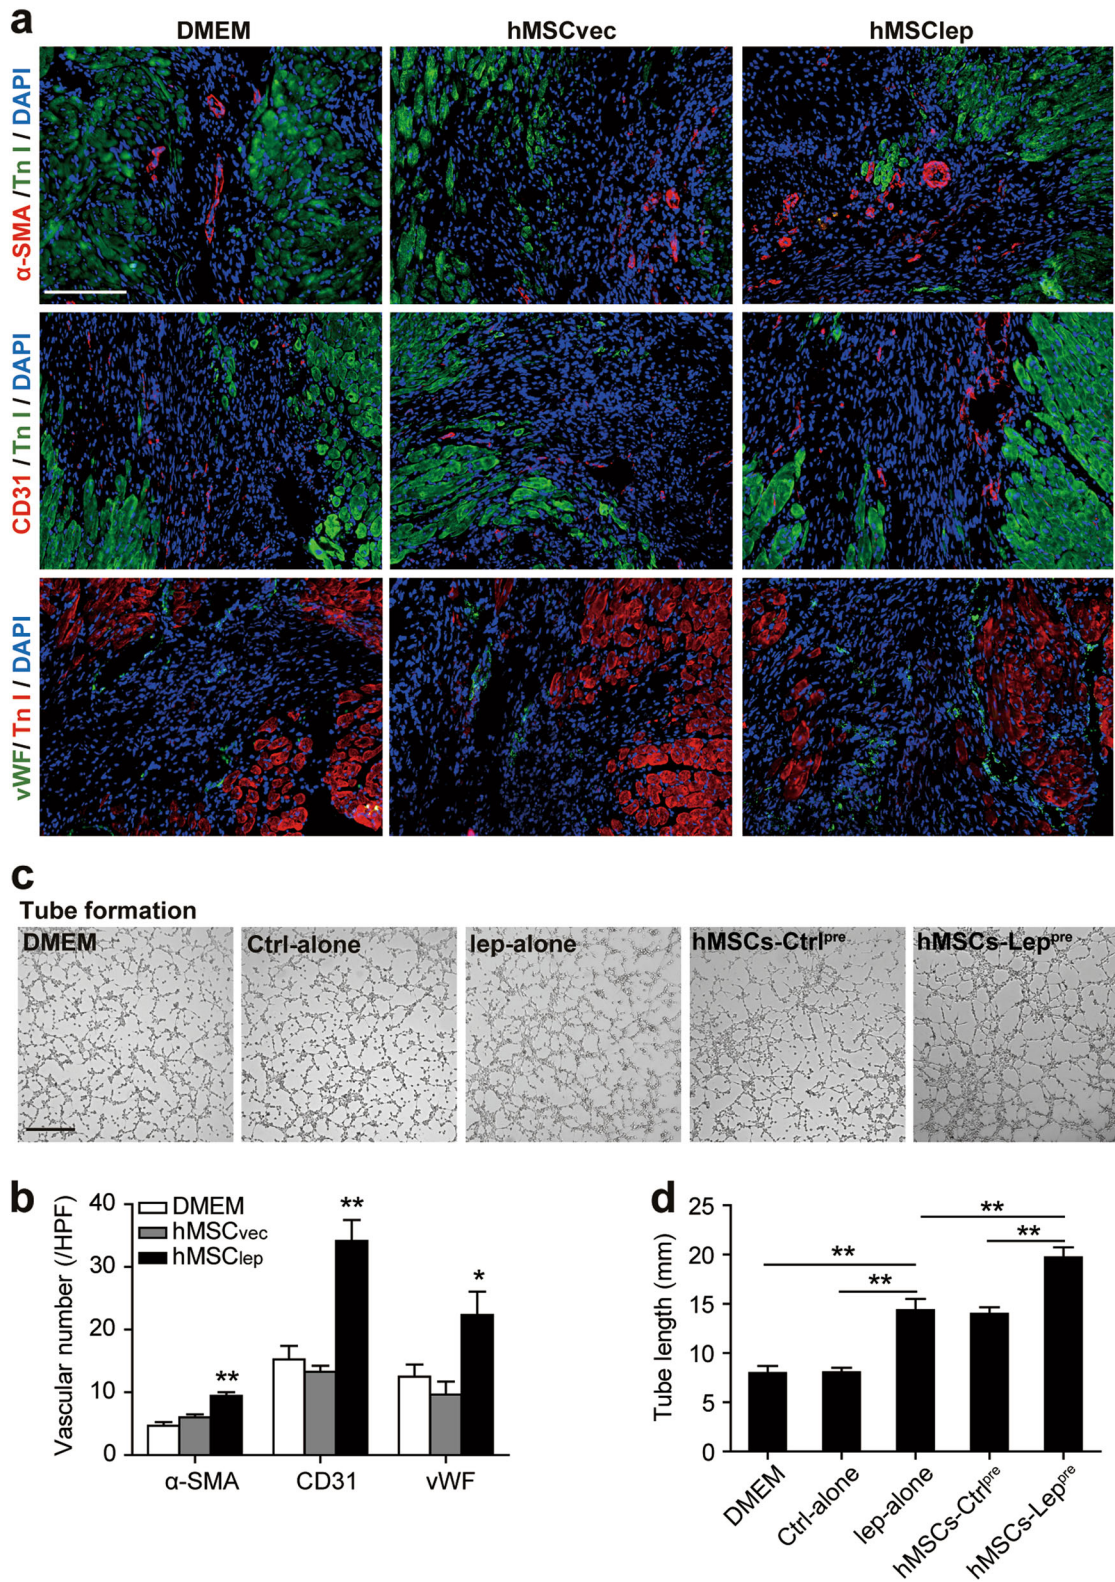 a
DMEM
hMSCvec
hMSClep
α-SMA /Tn I / DAPI
CD31 / Tn I / DAPI
vWF/ Tn I / DAPI
c
Tube formation
DMEM
Ctrl-alone
lep-alone
hMSCs-Ctrlpre
hMSCs-Leppre
b
Vascular number (/HPF)
40
30
20
10
0
DMEM
hMSCvec
hMSClep
**
**
*
α-SMA
CD31
vWF
d
Tube length (mm)
25
20
15
10
5
0
**
**
**
**
DMEM
Ctrl-alone
lep-alone
hMSCs-Ctrlpre
hMSCs-Leppre